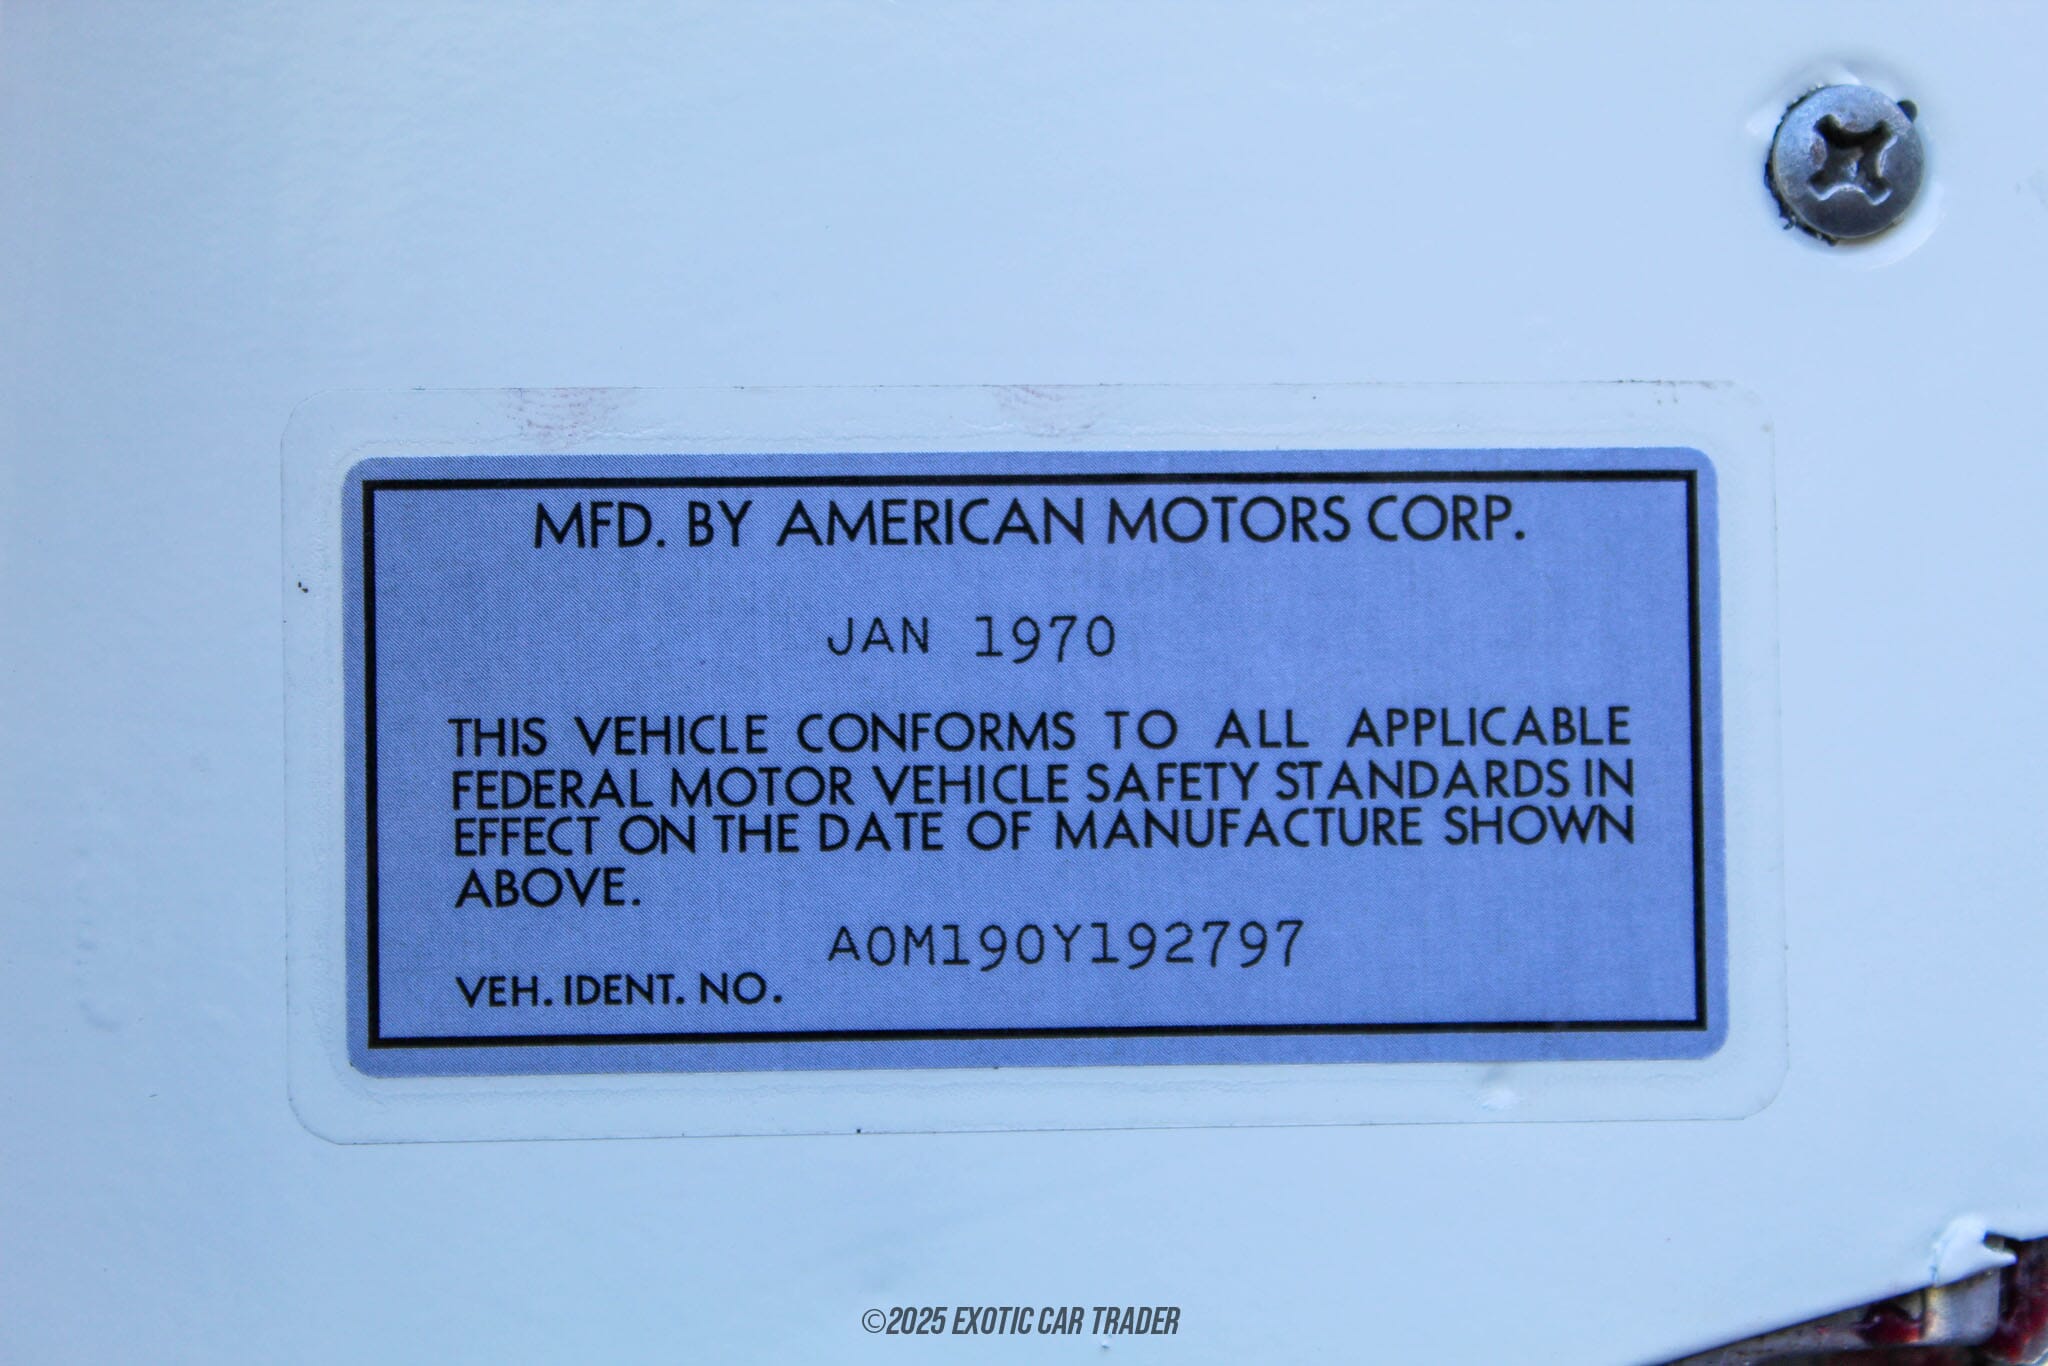 MFD. BY AMERICAN MOTORS CORP.
JAN 1970
THIS VEHICLE CONFORMS TO ALL APPLICABLE
FEDERAL MOTOR VEHICLE SAFETY STANDARDS IN
EFFECT ON THE DATE OF MANUFACTURE SHOWN
ABOVE.
A0M190Y192797
VEH. IDENT. NO.
©2025 EXOTIC CAR TRADER